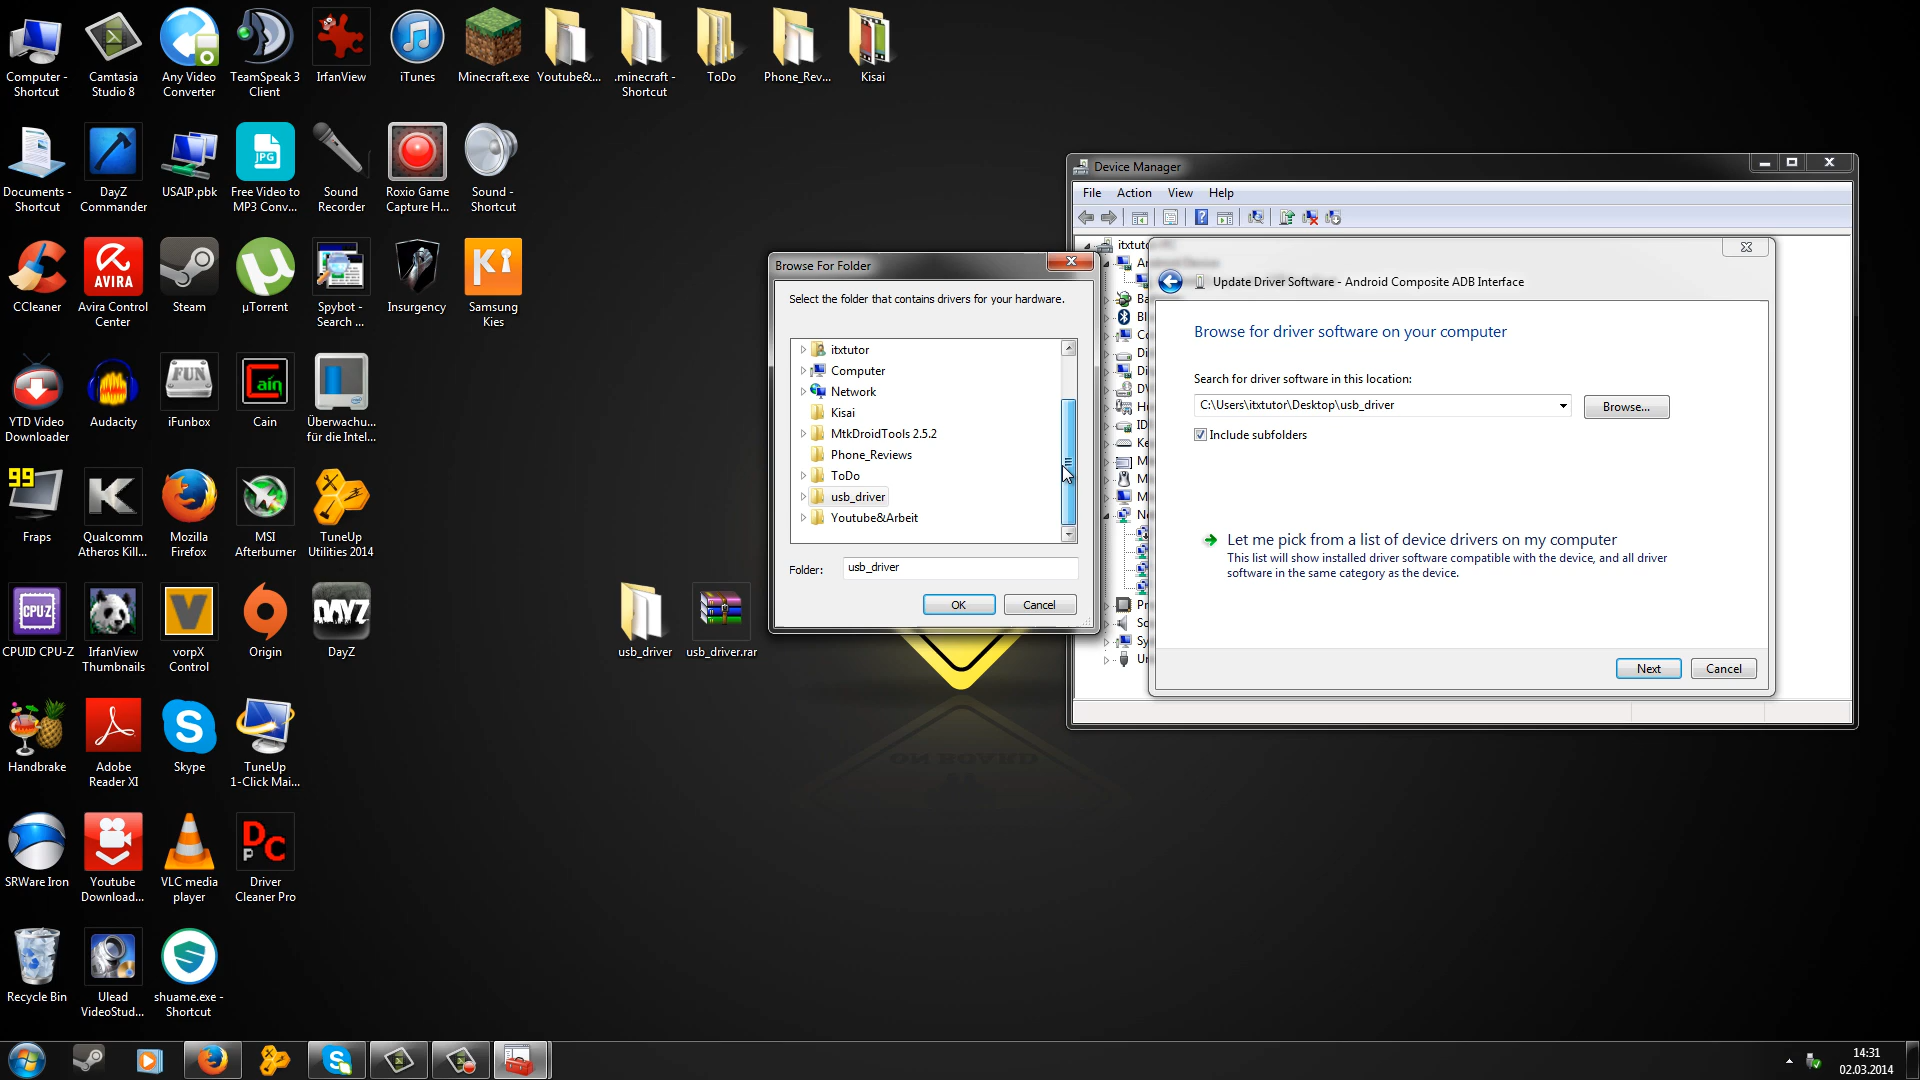 Computer -
Shortcut
Camtasia
Studio 8
Any Video
Converter
TeamSpeak 3
Client
IrfanView
iTunes
Minecraft.exe
Youtube&...
.minecraft -
Shortcut
ToDo
Phone_Rev...
Kisai
Documents -
Shortcut
DayZ
Commander
USAIP.pbk
JPG
Free Video to
MP3 Conv...
Sound
Recorder
Roxio Game
Capture H...
Sound -
Shortcut
CCleaner
AVIRA
Avira Control
Center
Steam
µTorrent
Spybot -
Search ...
Insurgency
Samsung
Kies
YTD Video
Downloader
Audacity
FUN
iFunbox
Cain
Überwachu...
für die Intel...
99
Fraps
Qualcomm
Atheros Kill...
Mozilla
Firefox
MSI
Afterburner
TuneUp
Utilities 2014
CPU-Z
CPUID CPU-Z
IrfanView
Thumbnails
vorpX
Control
Origin
DAYZ
DayZ
usb_driver
usb_driver.rar
Handbrake
Adobe
Reader XI
Skype
TuneUp
1-Click Mai...
SRWare Iron
Youtube
Download...
VLC media
player
Driver
Cleaner Pro
Recycle Bin
Ulead
VideoStud...
shuame.exe -
Shortcut
Browse For Folder
Select the folder that contains drivers for your hardware.
itxtutor
Computer
Network
Kisai
MtkDroidTools 2.5.2
Phone_Reviews
ToDo
usb_driver
Youtube&Arbeit
Folder:
usb_driver
OK
Cancel
Device Manager
File
Action
View
Help
Update Driver Software - Android Composite ADB Interface
Browse for driver software on your computer
Search for driver software in this location:
C:\Users\itxtutor\Desktop\usb_driver
Browse...
Include subfolders
Let me pick from a list of device drivers on my computer
This list will show installed driver software compatible with the device, and all driver
software in the same category as the device.
Next
Cancel
ON BOARD
14:31
02.03.2014